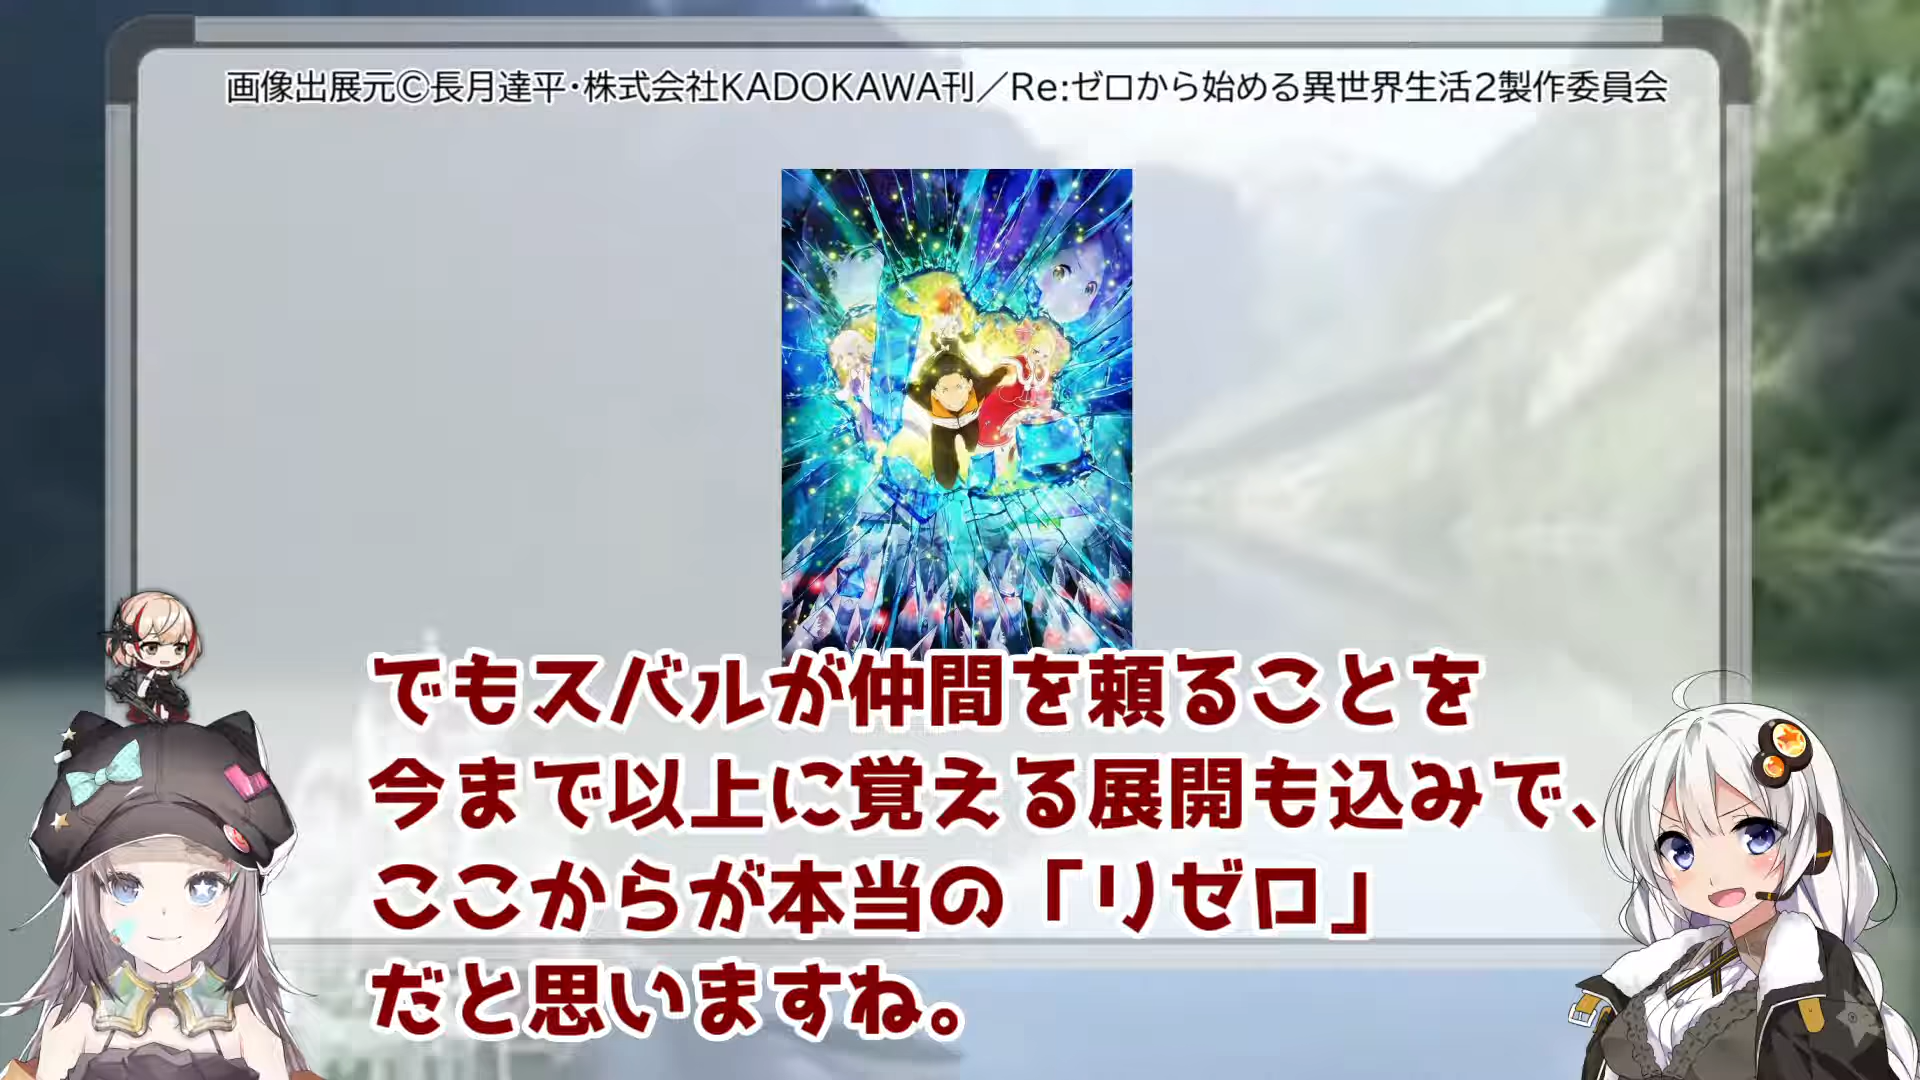 画像出展元©長月達平・株式会社KADOKAWA刊／Re:ゼロから始める異世界生活2製作委員会
でもスバルが仲間を頼ることを
今まで以上に覚える展開も込みで、
ここからが本当の「リゼロ」
だと思いますね。